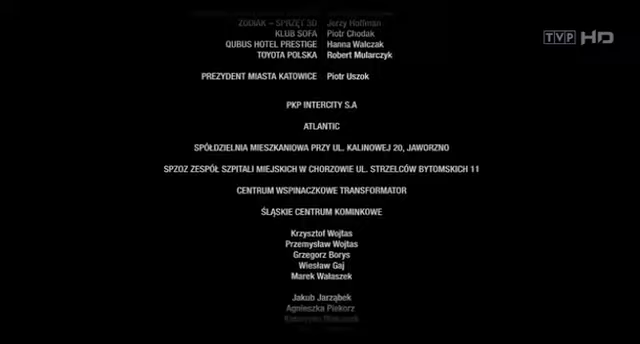 ZODIAK – SPRZĘT 3D Jerzy Hoffman
KLUB SOFA Piotr Chodak
QUBUS HOTEL PRESTIGE Hanna Walczak
TOYOTA POLSKA Robert Mularczyk
PREZYDENT MIASTA KATOWICE Piotr Uszok
TVP HD
PKP INTERCITY S.A
ATLANTIC
SPÓŁDZIELNIA MIESZKANIOWA PRZY UL. KALINOWEJ 20, JAWORZNO
SPZOZ ZESPÓŁ SZPITALI MIEJSKICH W CHORZOWIE UL. STRZELCÓW BYTOMSKICH 11
CENTRUM WSPINACZKOWE TRANSFORMATOR
ŚLĄSKIE CENTRUM KOMINKOWE
Krzysztof Wojtas
Przemysław Wojtas
Grzegorz Borys
Wiesław Gaj
Marek Wałaszek
Jakub Jarząbek
Agnieszka Piekorz